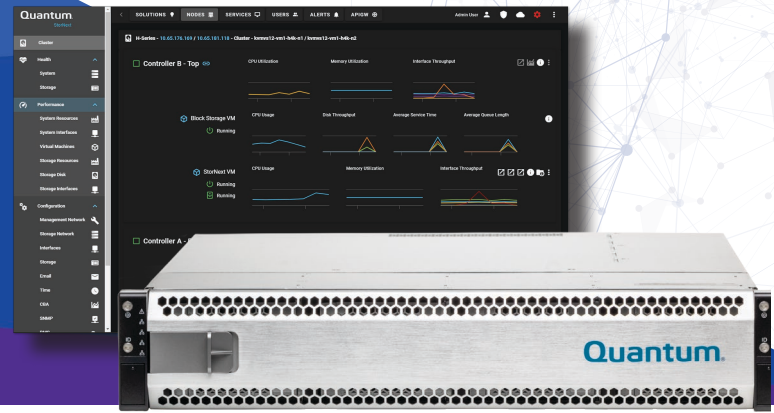 Quantum.
StorNext
SOLUTIONS
NODES
SERVICES
USERS
ALERTS
APIGW
Admin User
H-Series - 10.65.176.169 / 10.65.181.118 - Cluster - kvmws12-vm1-h4k-n1 / kvmws12-vm1-h4k-n2
Cluster
Health
System
Storage
Performance
System Resources
System Interfaces
Virtual Machines
Storage Resources
Storage Disk
Storage Interfaces
Configuration
Management Network
Storage Network
Interfaces
Storage
Email
Time
CBA
SNMP
Controller B - Top
CPU Utilization
Memory Utilization
Interface Throughput
Block Storage VM
Running
CPU Usage
Disk Throughput
Average Service Time
Average Queue Length
StorNext VM
Running
Running
CPU Usage
Memory Utilization
Interface Throughput
Controller A -
Quantum.